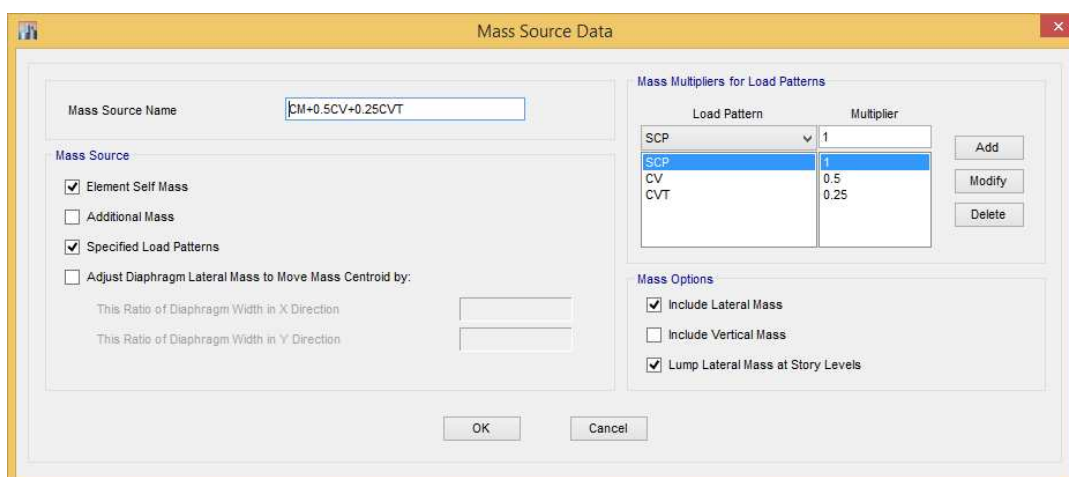 Mass Source Data
Mass Source Name
CM+0.5CV+0.25CVT
Mass Source
Element Self Mass
Additional Mass
Specified Load Patterns
Adjust Diaphragm Lateral Mass to Move Mass Centroid by:
This Ratio of Diaphragm Width in X Direction
This Ratio of Diaphragm Width in Y Direction
Mass Multipliers for Load Patterns
Load Pattern Multiplier
SCP 1
SCP 1
CV 0.5
CVT 0.25
Add
Modify
Delete
Mass Options
Include Lateral Mass
Include Vertical Mass
Lump Lateral Mass at Story Levels
OK Cancel